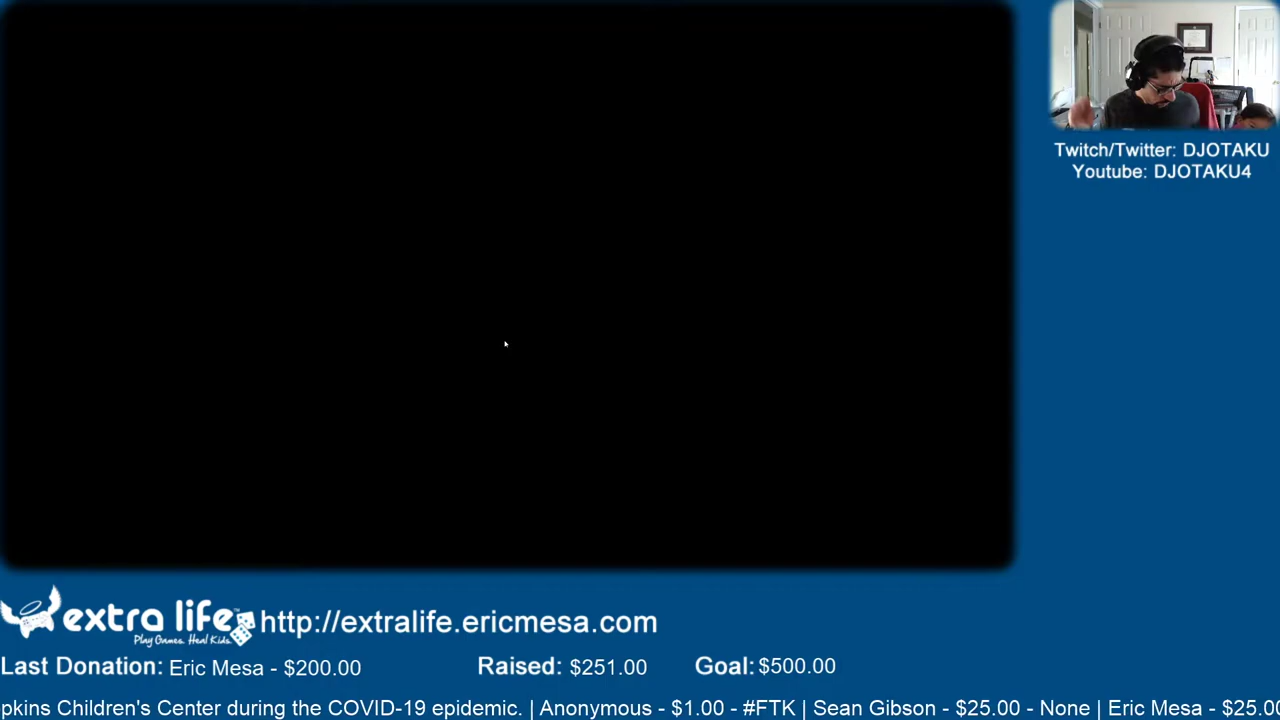 Twitch/Twitter: DJOTAKU
Youtube: DJOTAKU4
extra life
Play Games. Heal Kids.
http://extralife.ericmesa.com
Last Donation: Eric Mesa - $200.00
Raised: $251.00
Goal: $500.00
pkins Children's Center during the COVID-19 epidemic. | Anonymous - $1.00 - #FTK | Sean Gibson - $25.00 - None | Eric Mesa - $25.00